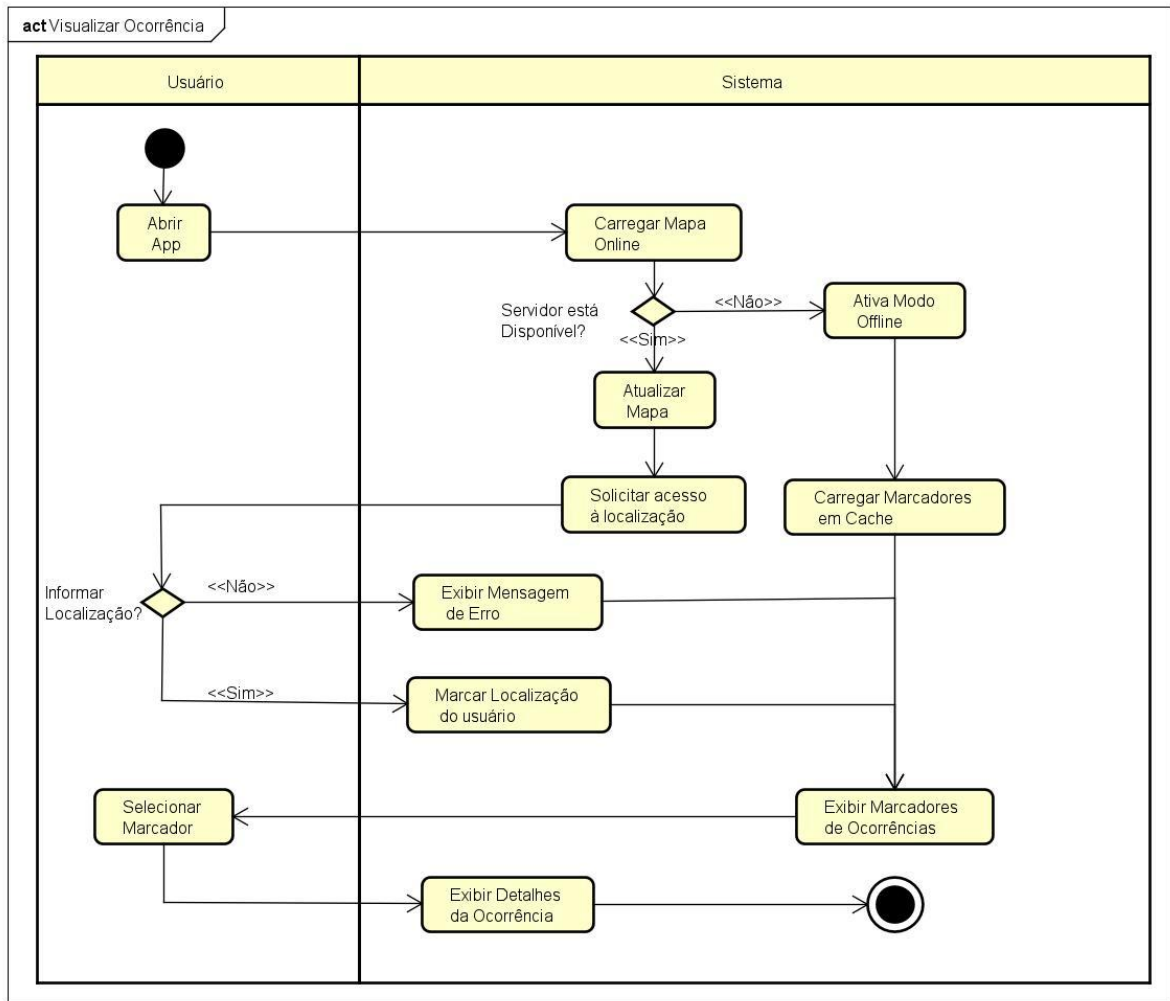 act Visualizar Ocorrência
Usuário
Sistema
Abrir
App
Carregar Mapa
Online
Servidor está
Disponível?
<<Não>>
Ativa Modo
Offline
<<Sim>>
Atualizar
Mapa
Solicitar acesso
à localização
Carregar Marcadores
em Cache
Informar
Localização?
<<Não>>
Exibir Mensagem
de Erro
<<Sim>>
Marcar Localização
do usuário
Selecionar
Marcador
Exibir Marcadores
de Ocorrências
Exibir Detalhes
da Ocorrência